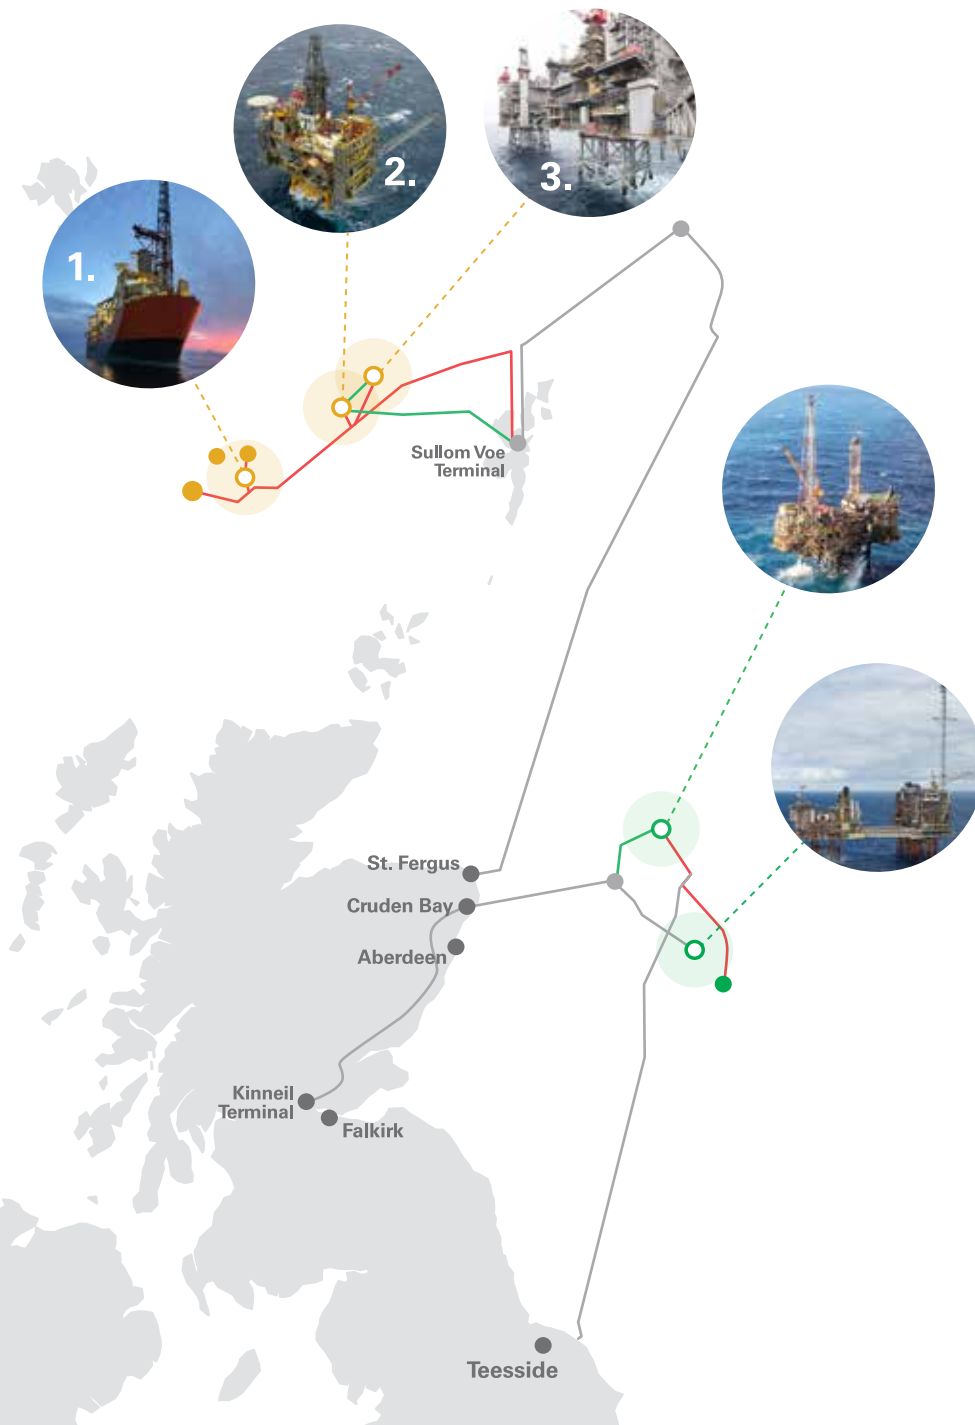 2.
3.
1.
Sullom Voe
Terminal
St. Fergus
Cruden Bay
Aberdeen
Kinneil
Terminal
Falkirk
Teesside